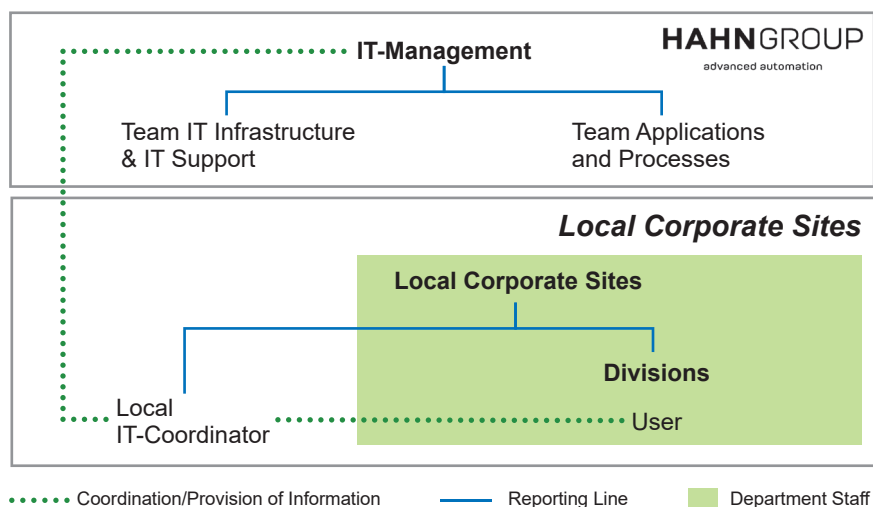 IT-Management
HAHNGROUP
advanced automation
Team IT Infrastructure
& IT Support
Team Applications
and Processes
Local Corporate Sites
Local Corporate Sites
Divisions
Local
IT-Coordinator
User
Coordination/Provision of Information
Reporting Line
Department Staff